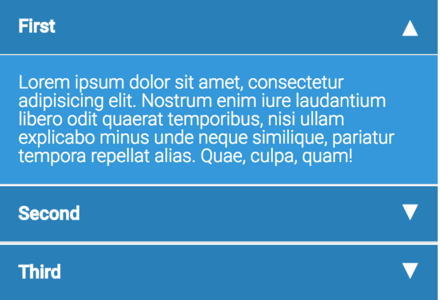 First
Lorem ipsum dolor sit amet, consectetur
adipisicing elit. Nostrum enim iure laudantium
libero odit quaerat temporibus, nisi ullam
explicabo minus unde neque similique, pariatur
tempora repellat alias. Quae, culpa, quam!
Second
Third